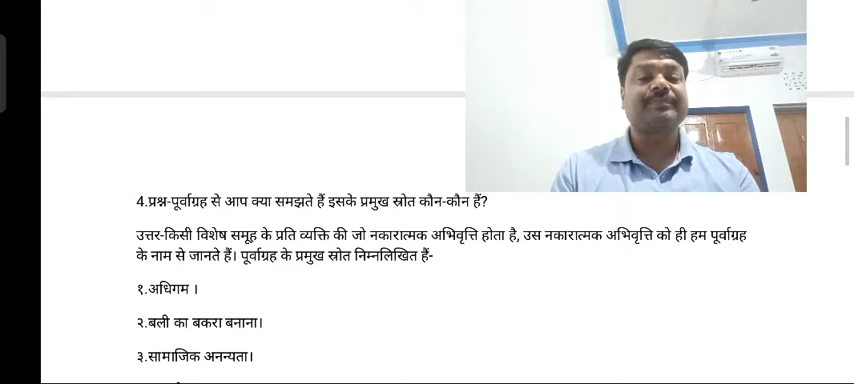 4.प्रश्न-पूर्वाग्रह से आप क्या समझते हैं इसके प्रमुख स्रोत कौन-कौन हैं?
उत्तर-किसी विशेष समूह के प्रति व्यक्ति की जो नकारात्मक अभिवृत्ति होता है, उस नकारात्मक अभिवृत्ति को ही हम पूर्वाग्रह
के नाम से जानते हैं। पूर्वाग्रह के प्रमुख स्रोत निम्नलिखित हैं-
१.अधिगम ।
२.बली का बकरा बनाना।
३.सामाजिक अनन्यता।